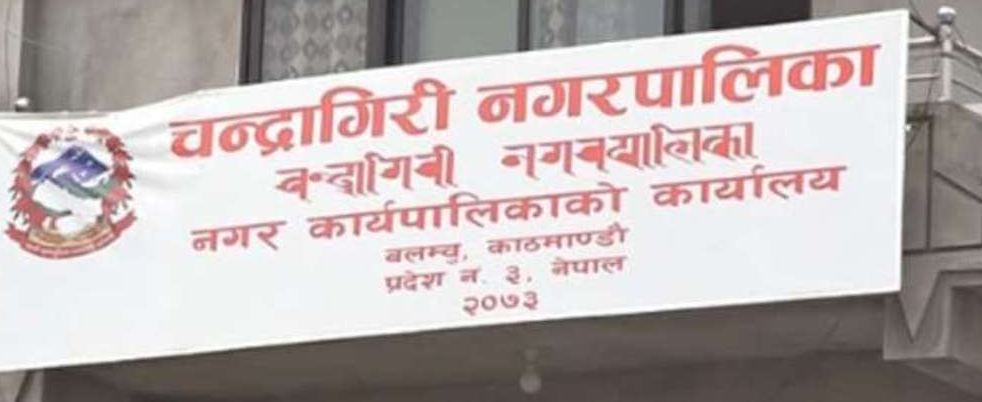 चन्द्रागिरी नगरपालिका
नगर कार्यपालिकाको कार्यालय
बलम्वु, काठमाण्डौ
प्रदेश न. ३, नेपाल
२०७३